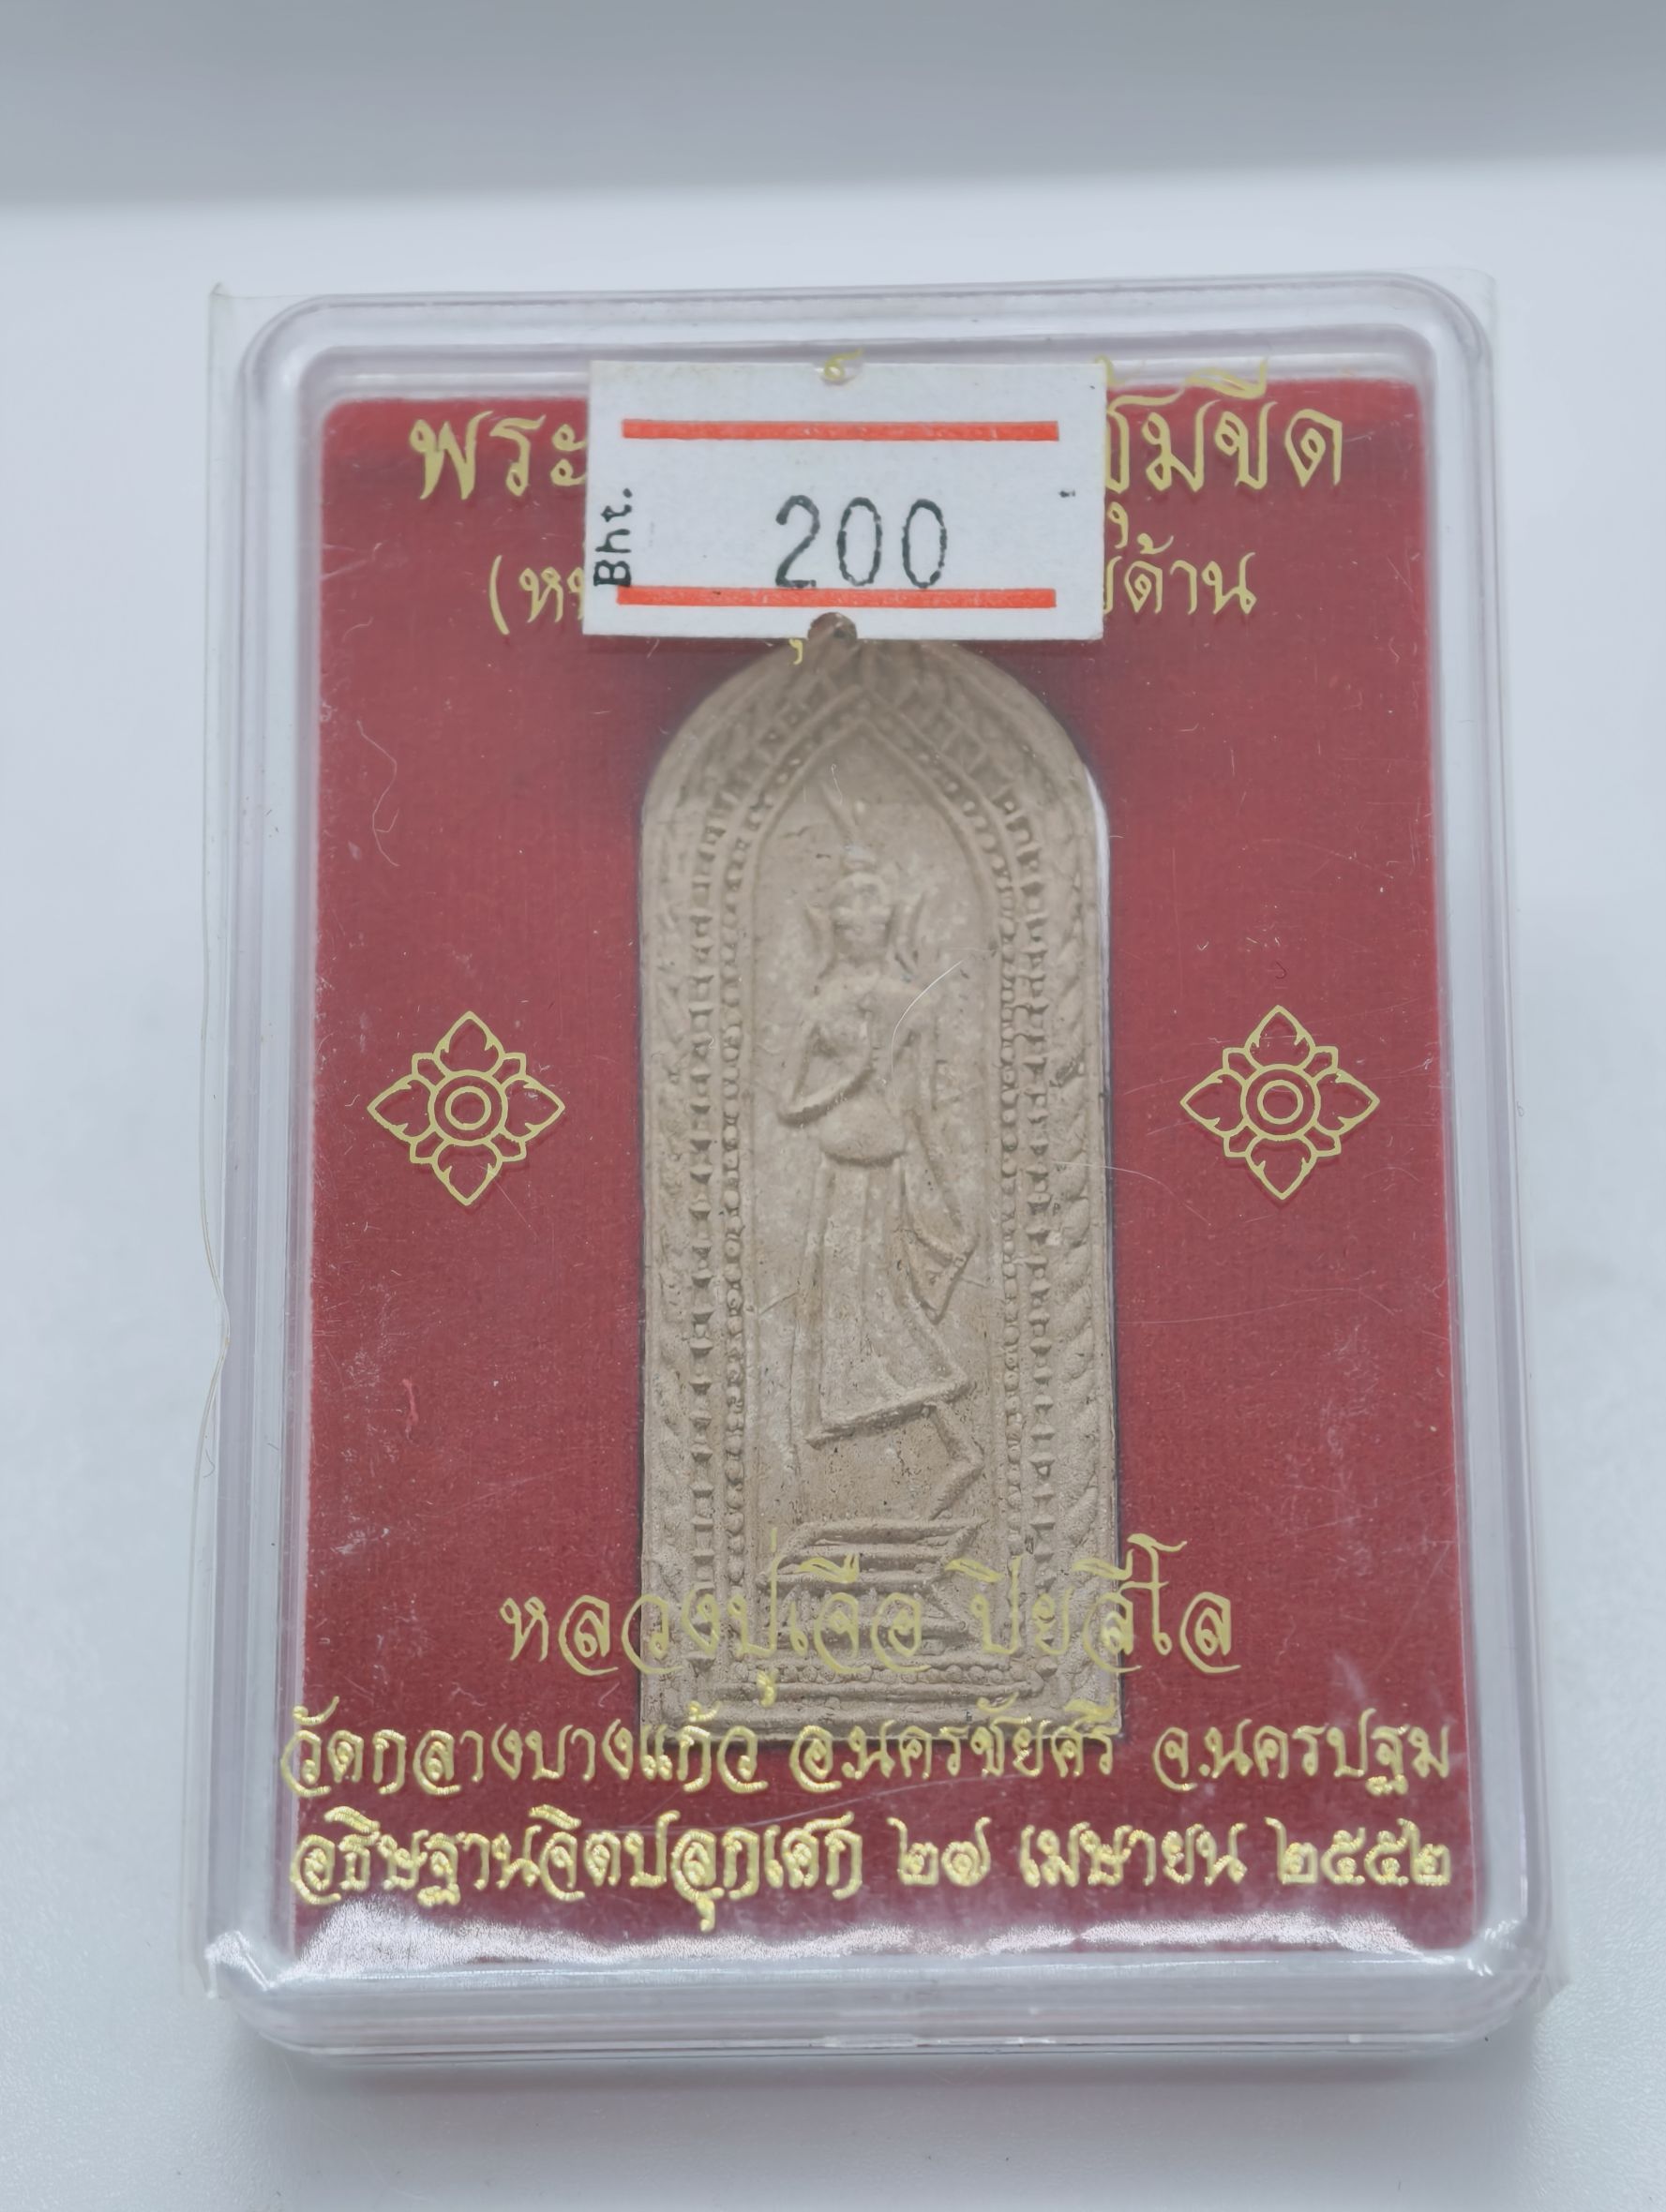 พระ ซุ้มขีด
200
Bht.
ด้าน
หลวงปู่เจือ ปิยสีโล
วัดกลางบางแก้ว อ.นครชัยศรี จ.นครปฐม
อธิษฐานจิตปลุกเสก ๒๗ เมษายน ๒๕๕๒